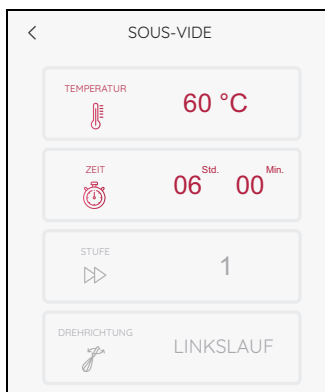 SOUS-VIDE
TEMPERATUR
60 °C
ZEIT
06 Std. 00 Min.
STUFE
1
DREHRICHTUNG
LINKSLAUF